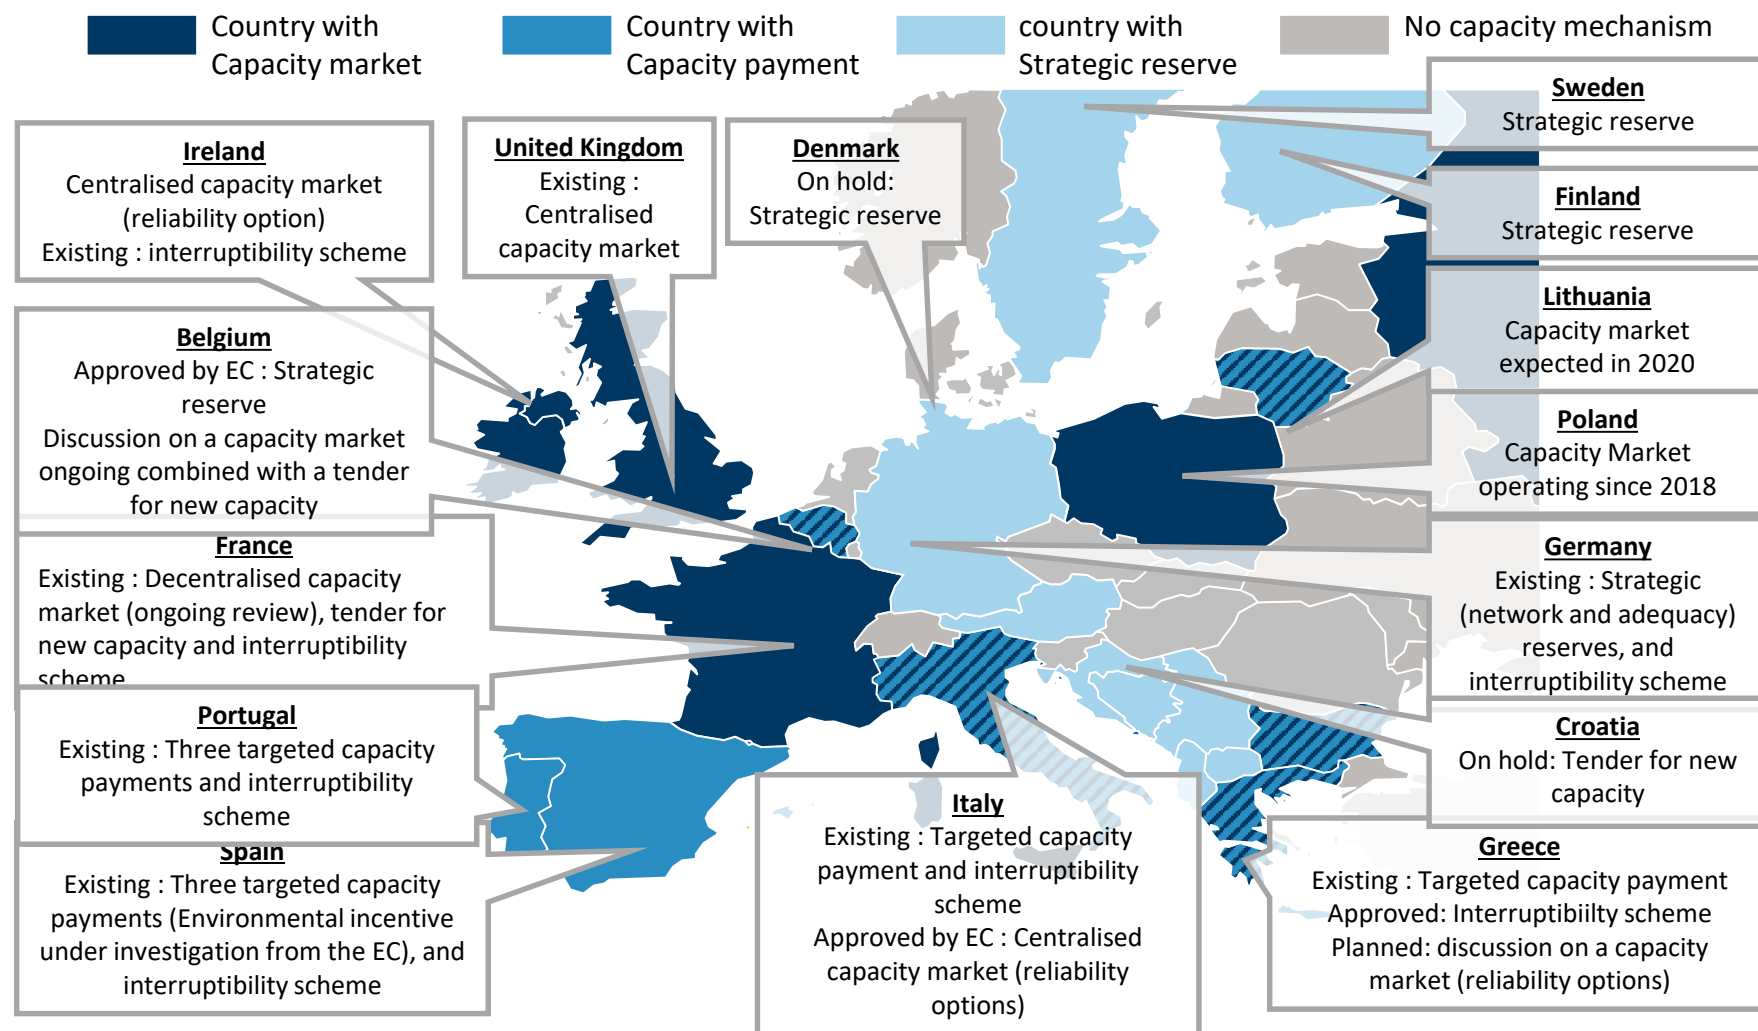 Country with
Capacity market
Country with
Capacity payment
country with
Strategic reserve
No capacity mechanism
Sweden
Strategic reserve
Ireland
Centralised capacity market
(reliability option)
Existing : interruptibility scheme
United Kingdom
Existing :
Centralised
capacity market
Denmark
On hold:
Strategic reserve
Finland
Strategic reserve
Lithuania
Capacity market
expected in 2020
Belgium
Approved by EC : Strategic
reserve
Discussion on a capacity market
ongoing combined with a tender
for new capacity
Poland
Capacity Market
operating since 2018
France
Existing : Decentralised capacity
market (ongoing review), tender for
new capacity and interruptibility
scheme
Germany
Existing : Strategic
(network and adequacy)
reserves, and
interruptibility scheme
Portugal
Existing : Three targeted capacity
payments and interruptibility
scheme
Croatia
On hold: Tender for new
capacity
Spain
Existing : Three targeted capacity
payments (Environmental incentive
under investigation from the EC), and
interruptibility scheme
Italy
Existing : Targeted capacity
payment and interruptibility
scheme
Approved by EC : Centralised
capacity market (reliability
options)
Greece
Existing : Targeted capacity payment
Approved: Interruptibiilty scheme
Planned: discussion on a capacity
market (reliability options)